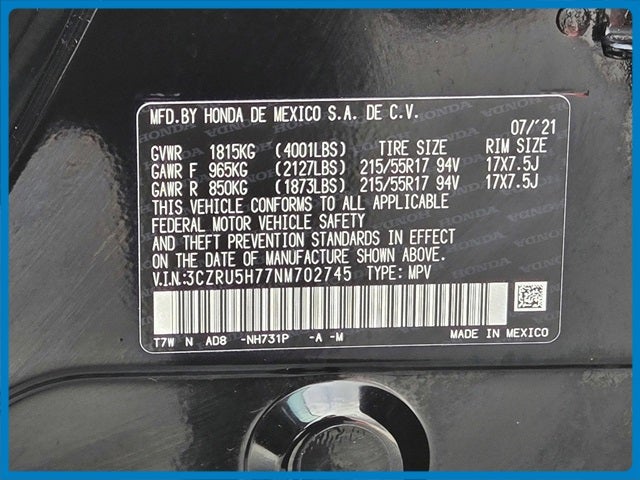 MFD.BY HONDA DE MEXICO S.A. DE C.V.
07/'21
GVWR 1815KG (4001LBS) TIRE SIZE RIM SIZE
GAWR F 965KG (2127LBS) 215/55R17 94V 17X7.5J
GAWR R 850KG (1873LBS) 215/55R17 94V 17X7.5J
THIS VEHICLE CONFORMS TO ALL APPLICABLE
FEDERAL MOTOR VEHICLE SAFETY
AND THEFT PREVENTION STANDARDS IN EFFECT
ON THE DATE OF MANUFACTURE SHOWN ABOVE.
V.I.N:3CZRU5H77NM702745 TYPE: MPV
T7W N AD8 -NH731P -A -M MADE IN MEXICO